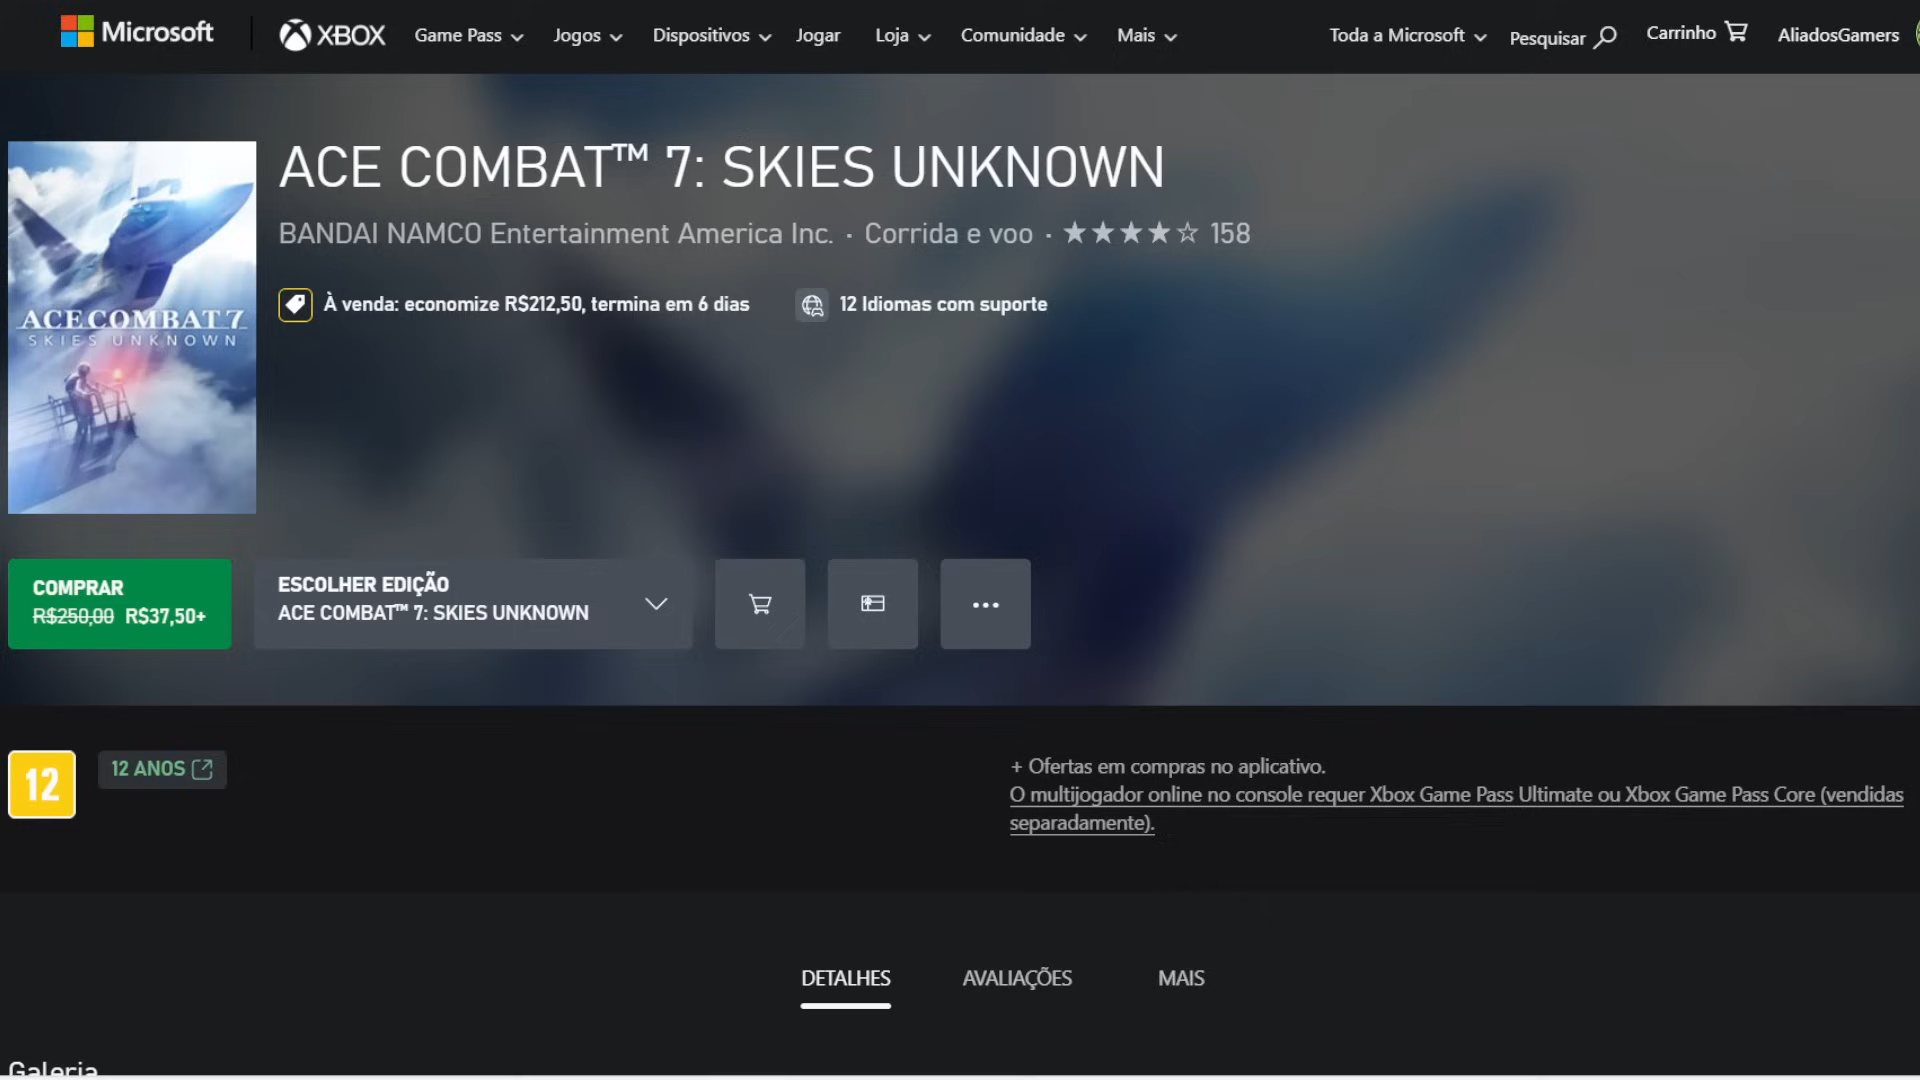 Microsoft
XBOX
Game Pass
Jogos
Dispositivos
Jogar
Loja
Comunidade
Mais
Toda a Microsoft
Pesquisar
Carrinho
AliadosGamers
ACE COMBAT™ 7: SKIES UNKNOWN
BANDAI NAMCO Entertainment America Inc. · Corrida e voo · ★★★★☆ 158
À venda: economize R$212,50, termina em 6 dias
12 Idiomas com suporte
ACE COMBAT 7
SKIES UNKNOWN
COMPRAR
R$250,00 R$37,50+
ESCOLHER EDIÇÃO
ACE COMBAT™ 7: SKIES UNKNOWN
12
12 ANOS
+ Ofertas em compras no aplicativo.
O multijogador online no console requer Xbox Game Pass Ultimate ou Xbox Game Pass Core (vendidas
separadamente).
DETALHES
AVALIAÇÕES
MAIS
Galeria